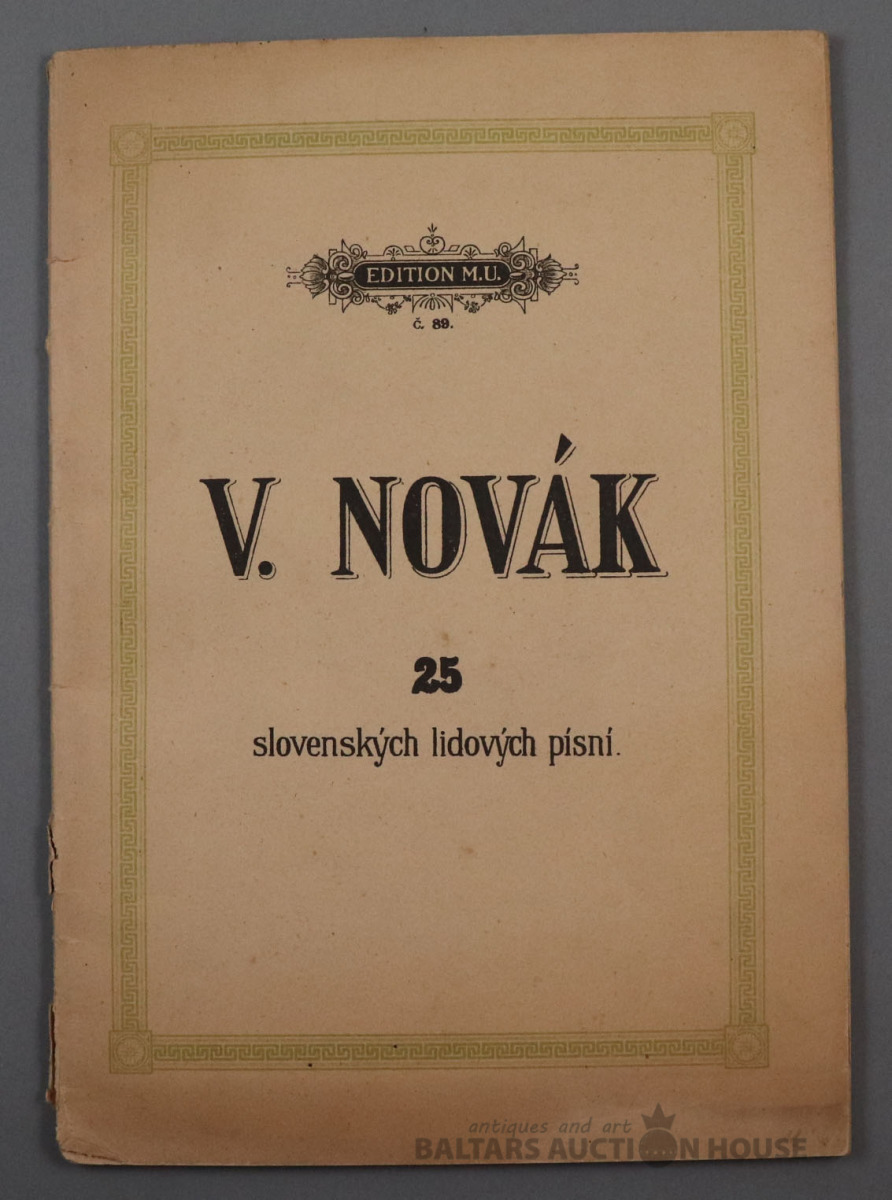 EDITION M.U.
č. 89.
V. NOVÁK
25
slovenských lidových písní.
antiques and art
BALTARS AUCTION HOUSE